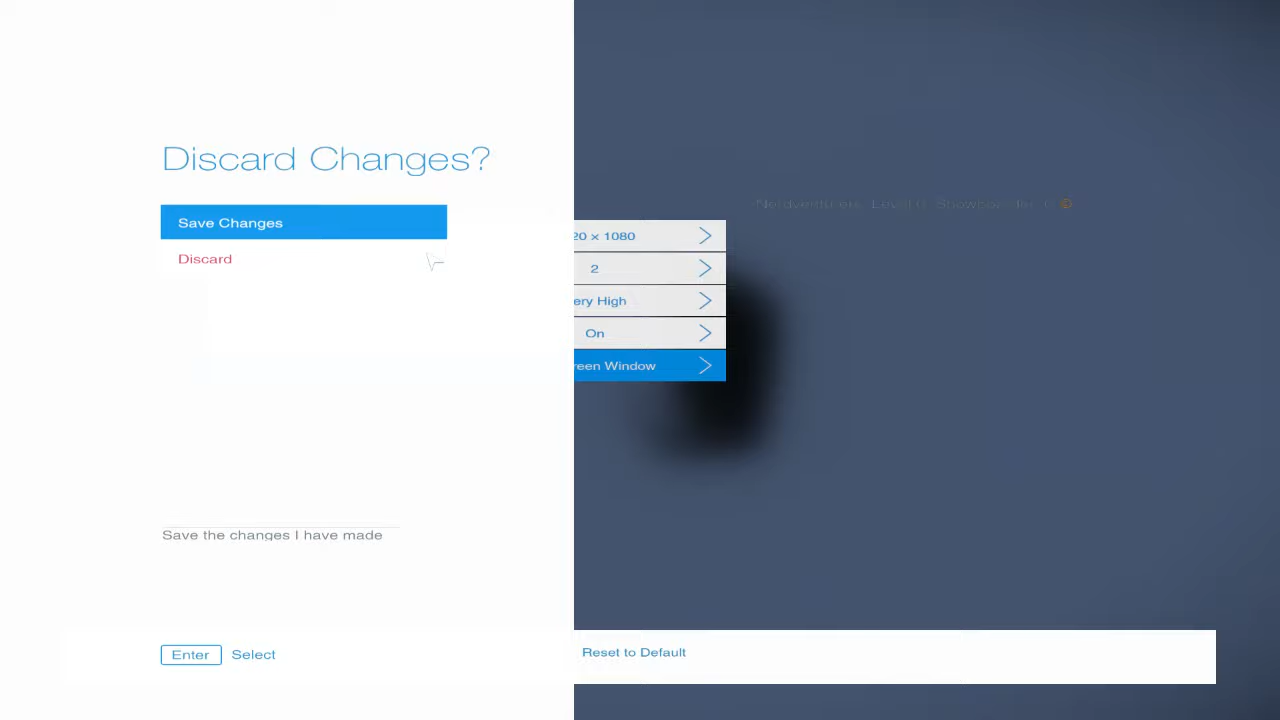 Discard Changes?
Save Changes
Discard
20 × 1080
2
ery High
On
reen Window
Save the changes I have made
Enter Select
Reset to Default